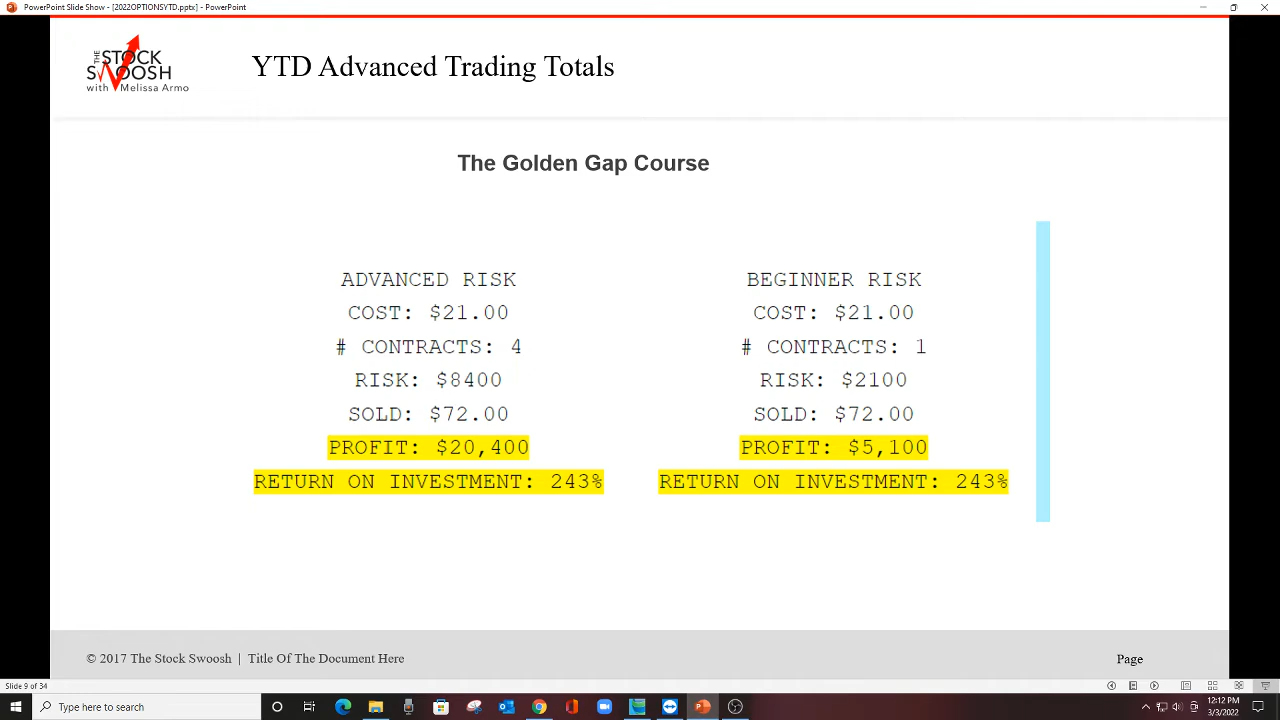 PowerPoint Slide Show - [2022OPTIONSYTD.pptx] - PowerPoint
THE
STOCK
SWOOSH
with Melissa Armo
YTD Advanced Trading Totals
The Golden Gap Course
ADVANCED RISK
COST: $21.00
# CONTRACTS: 4
RISK: $8400
SOLD: $72.00
PROFIT: $20,400
RETURN ON INVESTMENT: 243%
BEGINNER RISK
COST: $21.00
# CONTRACTS: 1
RISK: $2100
SOLD: $72.00
PROFIT: $5,100
RETURN ON INVESTMENT: 243%
© 2017 The Stock Swoosh | Title Of The Document Here
Page
Slide 9 of 34
Type here to search
12:12 PM
3/3/2022